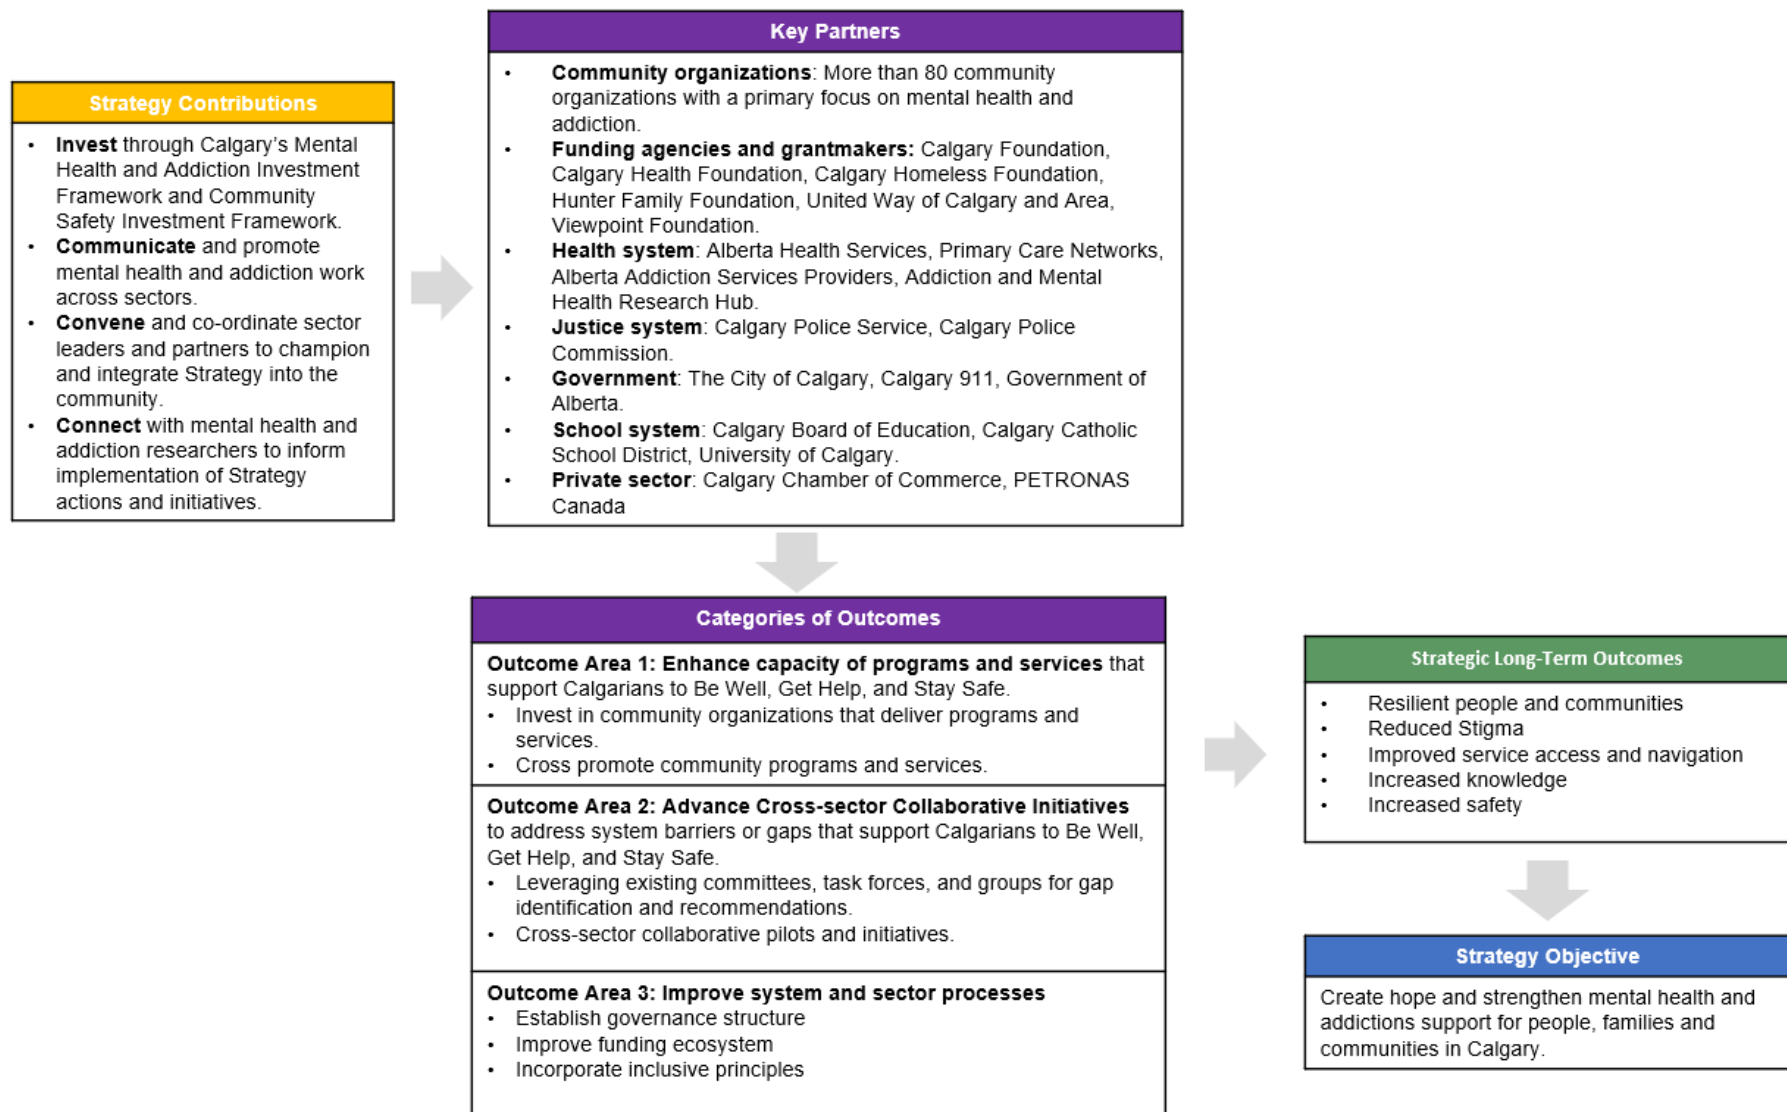 Strategy Contributions
• Invest through Calgary's Mental
Health and Addiction Investment
Framework and Community
Safety Investment Framework.
• Communicate and promote
mental health and addiction work
across sectors.
• Convene and co-ordinate sector
leaders and partners to champion
and integrate Strategy into the
community.
• Connect with mental health and
addiction researchers to inform
implementation of Strategy
actions and initiatives.
Key Partners
• Community organizations: More than 80 community
organizations with a primary focus on mental health and
addiction.
• Funding agencies and grantmakers: Calgary Foundation,
Calgary Health Foundation, Calgary Homeless Foundation,
Hunter Family Foundation, United Way of Calgary and Area,
Viewpoint Foundation.
• Health system: Alberta Health Services, Primary Care Networks,
Alberta Addiction Services Providers, Addiction and Mental
Health Research Hub.
• Justice system: Calgary Police Service, Calgary Police
Commission.
• Government: The City of Calgary, Calgary 911, Government of
Alberta.
• School system: Calgary Board of Education, Calgary Catholic
School District, University of Calgary.
• Private sector: Calgary Chamber of Commerce, PETRONAS
Canada
Categories of Outcomes
Outcome Area 1: Enhance capacity of programs and services that
support Calgarians to Be Well, Get Help, and Stay Safe.
• Invest in community organizations that deliver programs and
services.
• Cross promote community programs and services.
Outcome Area 2: Advance Cross-sector Collaborative Initiatives
to address system barriers or gaps that support Calgarians to Be Well,
Get Help, and Stay Safe.
• Leveraging existing committees, task forces, and groups for gap
identification and recommendations.
• Cross-sector collaborative pilots and initiatives.
Outcome Area 3: Improve system and sector processes
• Establish governance structure
• Improve funding ecosystem
• Incorporate inclusive principles
Strategic Long-Term Outcomes
• Resilient people and communities
• Reduced Stigma
• Improved service access and navigation
• Increased knowledge
• Increased safety
Strategy Objective
Create hope and strengthen mental health and
addictions support for people, families and
communities in Calgary.